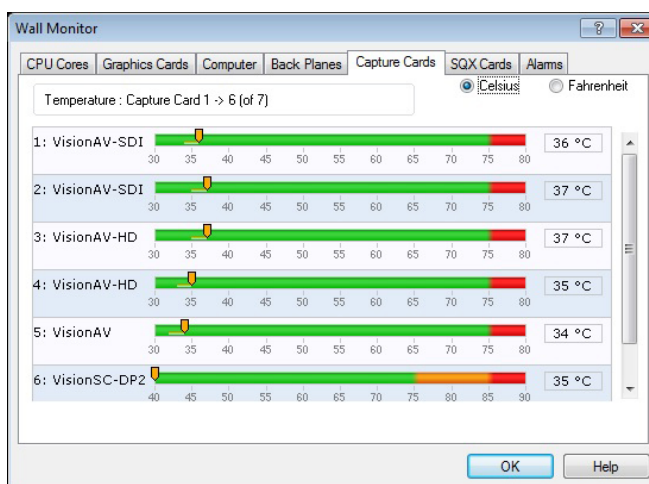 Wall Monitor
CPU Cores Graphics Cards Computer Back Planes Capture Cards SQX Cards Alarms
Temperature : Capture Card 1 -> 6 (of 7) Celsius Fahrenheit
1: VisionAV-SDI 36 °C
30 35 40 45 50 55 60 65 70 75 80
2: VisionAV-SDI 37 °C
30 35 40 45 50 55 60 65 70 75 80
3: VisionAV-HD 37 °C
30 35 40 45 50 55 60 65 70 75 80
4: VisionAV-HD 35 °C
30 35 40 45 50 55 60 65 70 75 80
5: VisionAV 34 °C
30 35 40 45 50 55 60 65 70 75 80
6: VisionSC-DP2 35 °C
40 45 50 55 60 65 70 75 80 85 90
OK Help